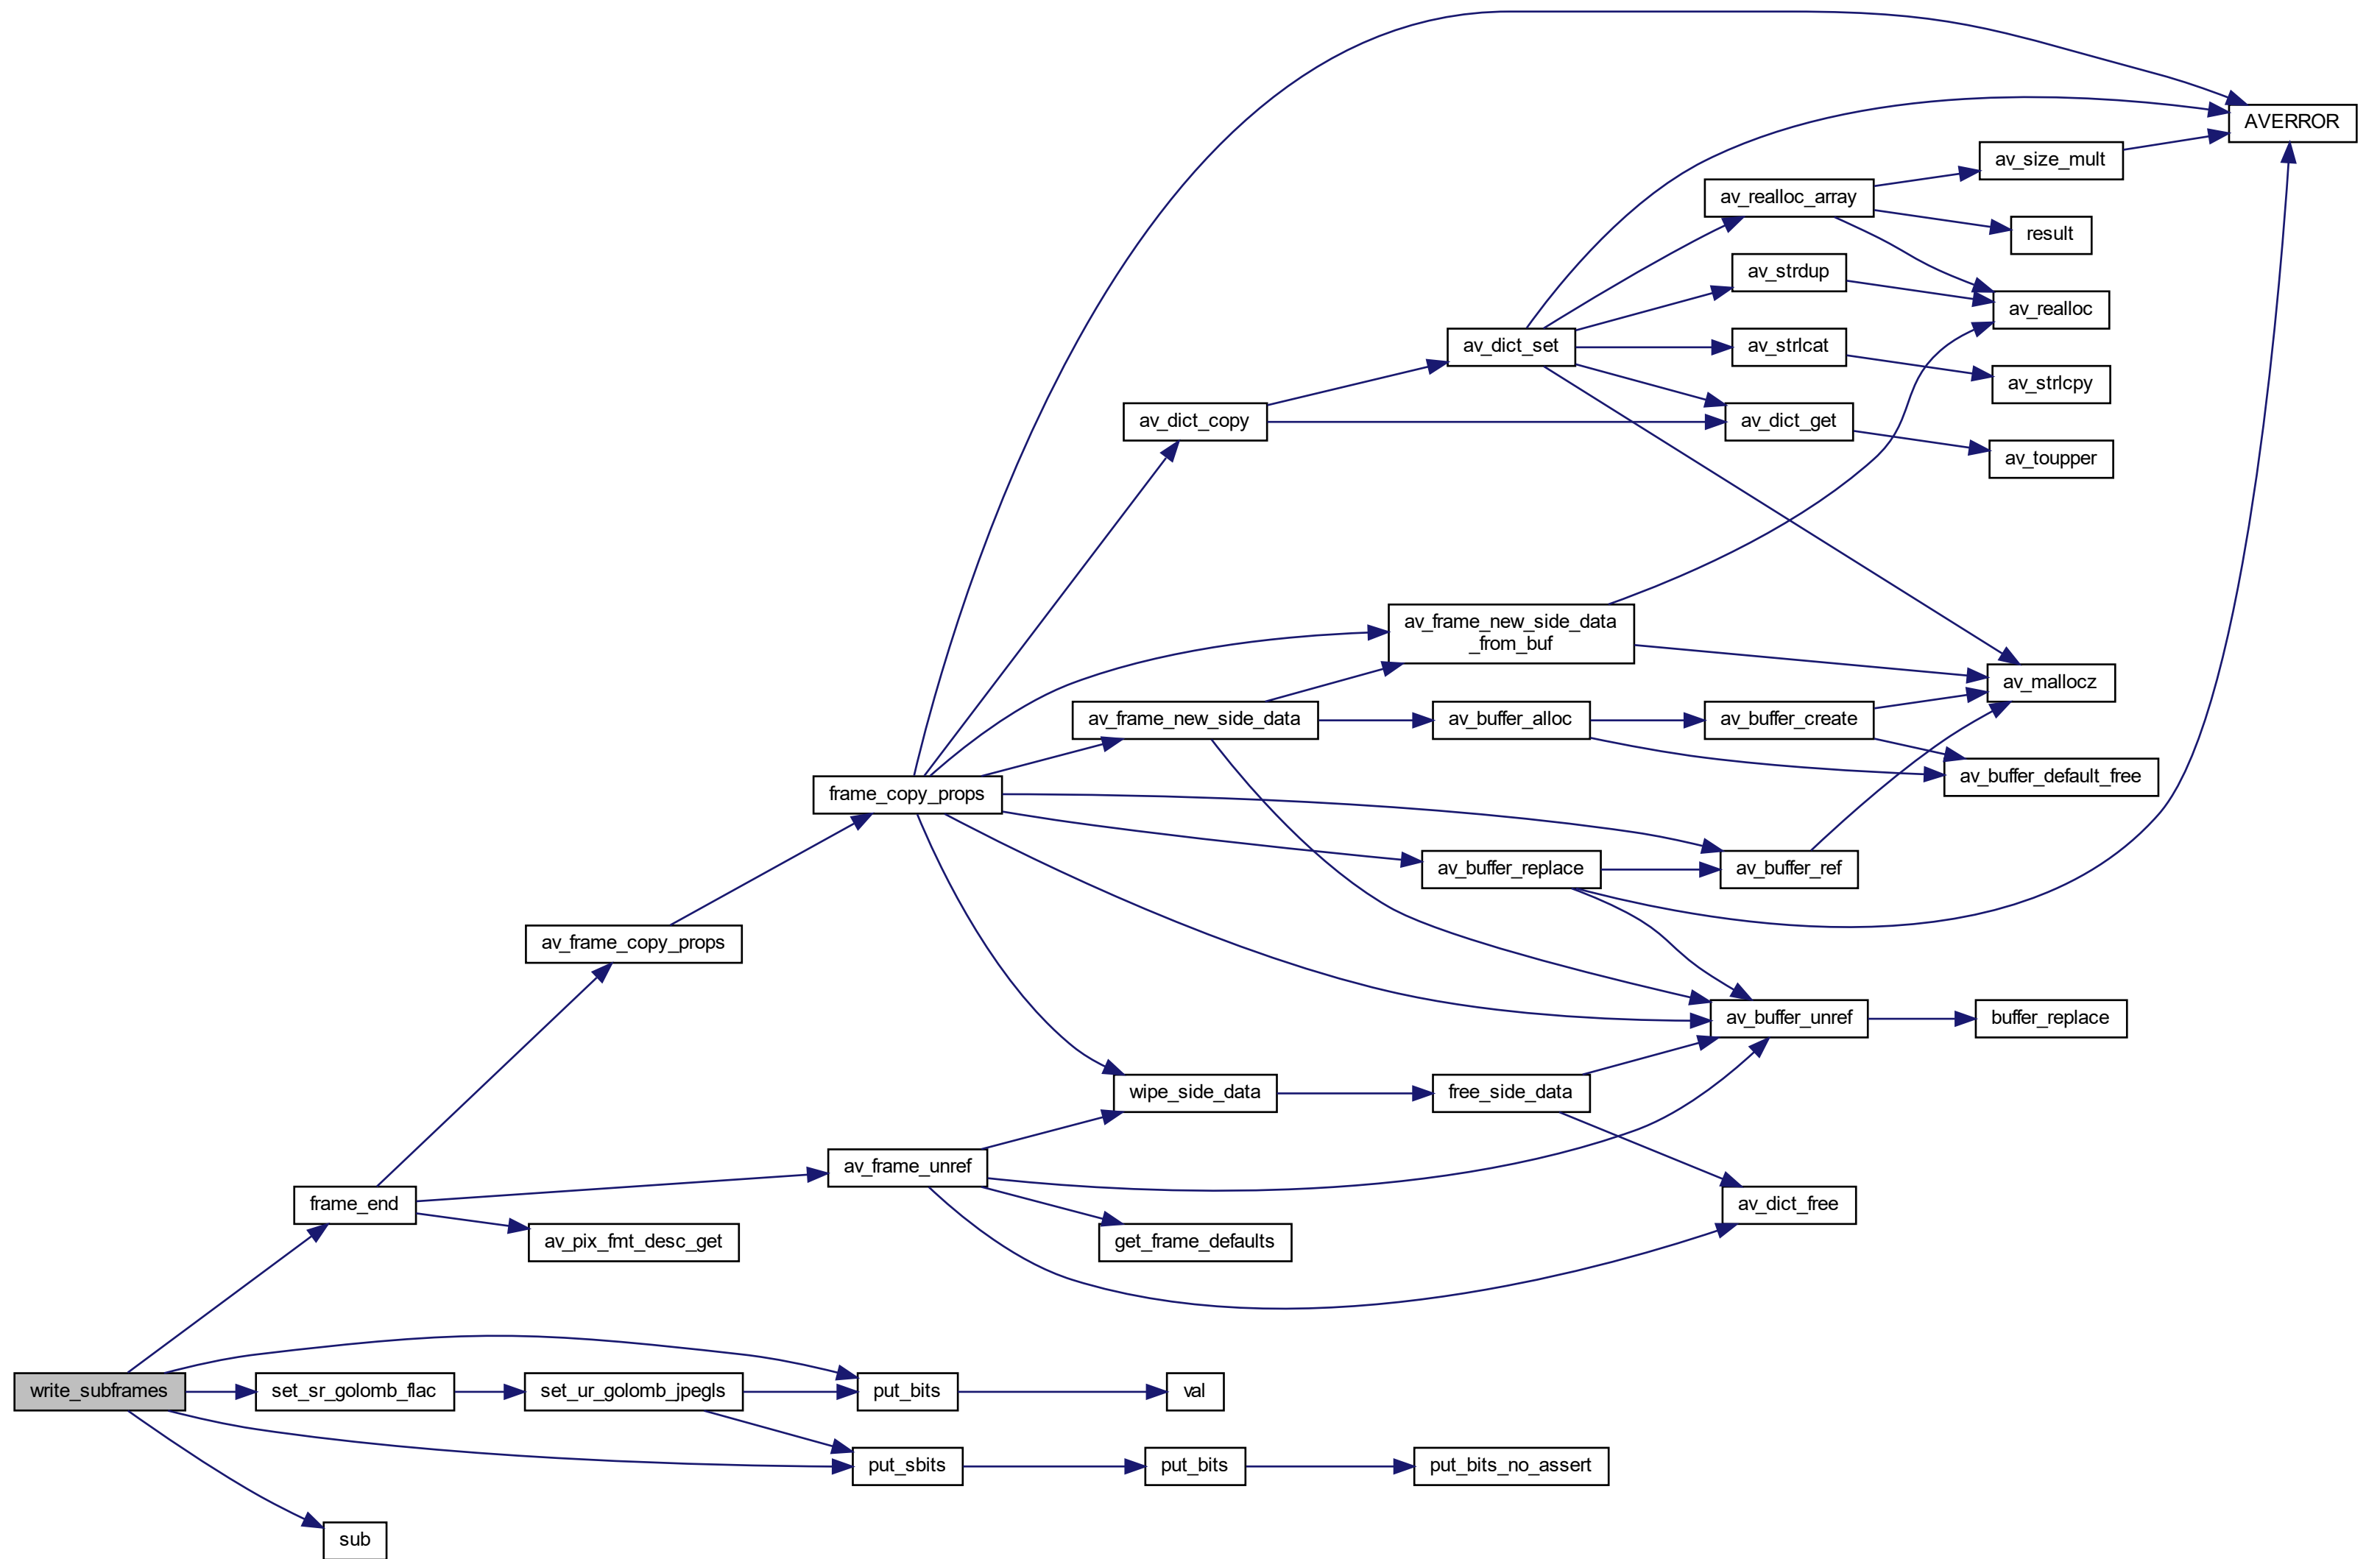 AVERROR
av_size_mult
av_realloc_array
result
av_strdup
av_realloc
av_dict_set
av_strlcat
av_strlcpy
av_dict_copy
av_dict_get
av_toupper
av_frame_new_side_data
_from_buf
av_mallocz
av_frame_new_side_data
av_buffer_alloc
av_buffer_create
av_buffer_default_free
frame_copy_props
av_buffer_replace
av_buffer_ref
av_frame_copy_props
av_buffer_unref
buffer_replace
wipe_side_data
free_side_data
av_frame_unref
frame_end
av_dict_free
av_pix_fmt_desc_get
get_frame_defaults
write_subframes
set_sr_golomb_flac
set_ur_golomb_jpegls
put_bits
val
put_sbits
put_bits
put_bits_no_assert
sub